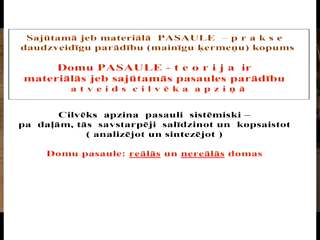 Sajūtamā jeb materiālā PASAULE – p r a k s e
daudzveidīgu parādību (mainīgu ķermeņu) kopums
Domu PASAULE - t e o r i j a ir
materiālās jeb sajūtamās pasaules parādību
a t v e i d s c i l v ē k a a p z i ņ ā
Cilvēks apzina pasauli sistēmiski –
pa daļām, tās savstarpēji salīdzinot un kopsaistot
( analizējot un sintezējot )
Domu pasaule: reālās un nereālās domas